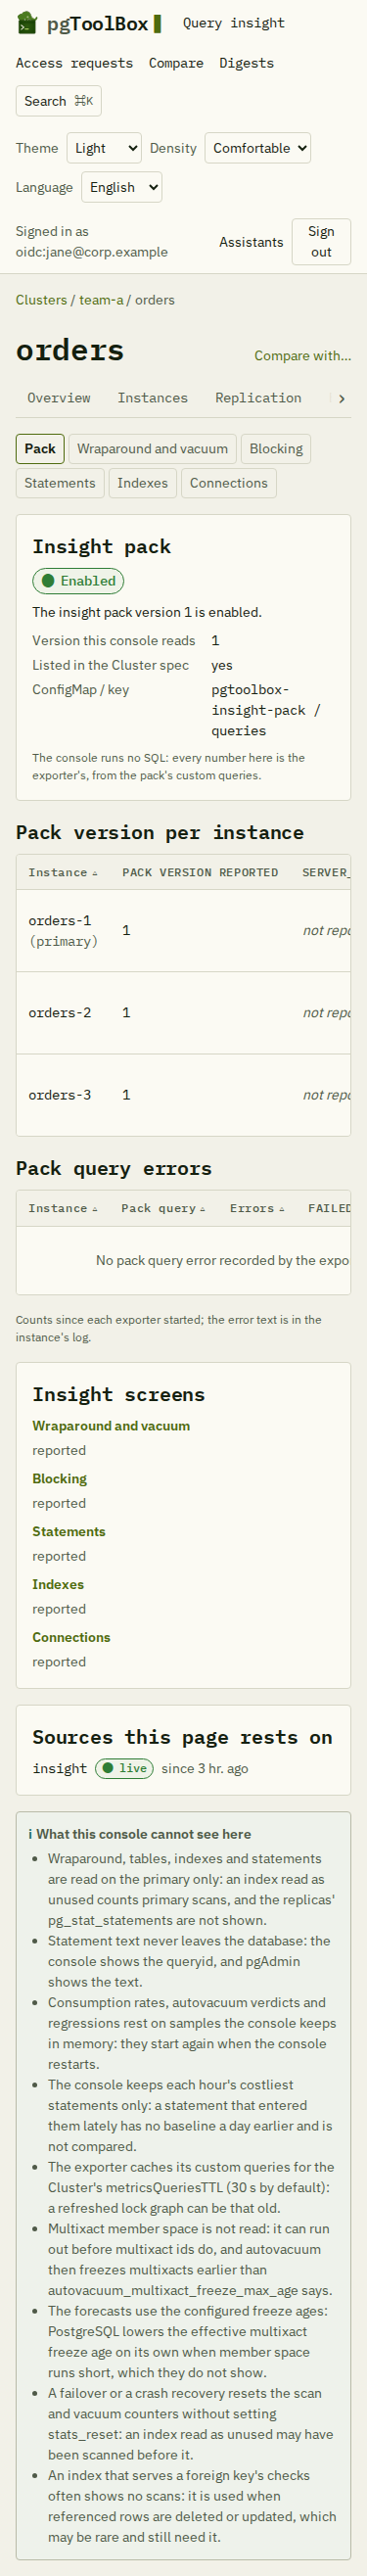 pgToolBox Query insight
Access requests Compare Digests
Search ⌘K
Theme Light Density Comfortable
Language English
Signed in as
oidc:jane@corp.example
Assistants
Sign
out
Clusters / team-a / orders
orders
Compare with...
Overview Instances Replication
Pack Wraparound and vacuum Blocking
Statements Indexes Connections
Insight pack
Enabled
The insight pack version 1 is enabled.
Version this console reads 1
Listed in the Cluster spec yes
ConfigMap / key pgtoolbox-
insight-pack /
queries
The console runs no SQL: every number here is the
exporter's, from the pack's custom queries.
Pack version per instance
Instance PACK VERSION REPORTED SERVER_
orders-1 1 not repo
(primary)
orders-2 1 not repo
orders-3 1 not repo
Pack query errors
Instance Pack query Errors FAILED
No pack query error recorded by the expo
Counts since each exporter started; the error text is in the
instance's log.
Insight screens
Wraparound and vacuum
reported
Blocking
reported
Statements
reported
Indexes
reported
Connections
reported
Sources this page rests on
insight live since 3 hr. ago
i What this console cannot see here
Wraparound, tables, indexes and statements
are read on the primary only: an index read as
unused counts primary scans, and the replicas'
pg_stat_statements are not shown.
Statement text never leaves the database: the
console shows the queryid, and pgAdmin
shows the text.
Consumption rates, autovacuum verdicts and
regressions rest on samples the console keeps
in memory: they start again when the console
restarts.
The console keeps each hour's costliest
statements only: a statement that entered
them lately has no baseline a day earlier and is
not compared.
The exporter caches its custom queries for the
Cluster's metricsQueriesTTL (30 s by default):
a refreshed lock graph can be that old.
Multixact member space is not read: it can run
out before multixact ids do, and autovacuum
then freezes multixacts earlier than
autovacuum_multixact_freeze_max_age says.
The forecasts use the configured freeze ages:
PostgreSQL lowers the effective multixact
freeze age on its own when member space
runs short, which they do not show.
A failover or a crash recovery resets the scan
and vacuum counters without setting
stats_reset: an index read as unused may have
been scanned before it.
An index that serves a foreign key's checks
often shows no scans: it is used when
referenced rows are deleted or updated, which
may be rare and still need it.